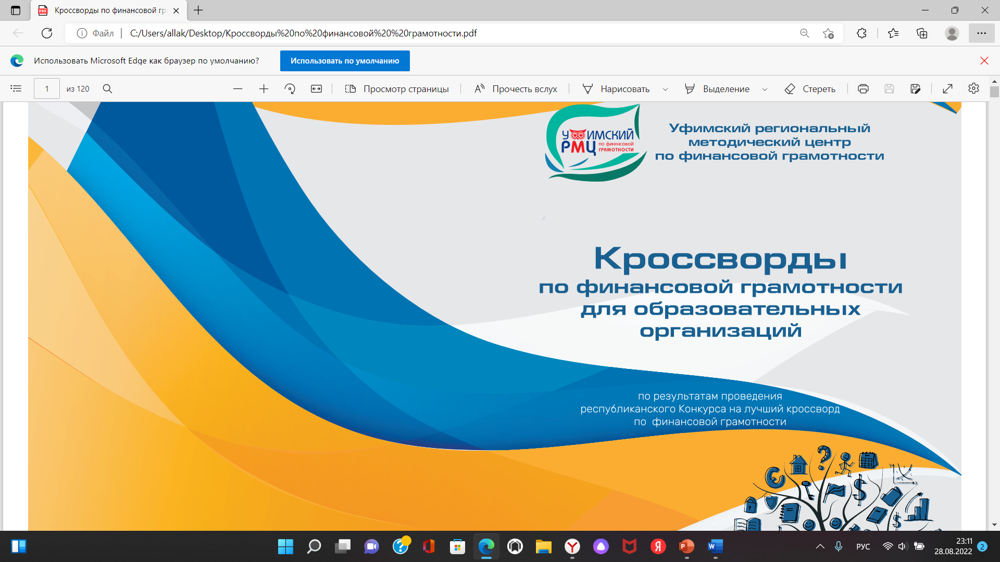 Кроссворды по финансовой гр
Файл
C:/Users/allak/Desktop/Кроссворды%20по%20финансовой%20%20грамотности.pdf
Использовать Microsoft Edge как браузер по умолчанию?
Использовать по умолчанию
1 из 120
Просмотр страницы
Прочесть вслух
Нарисовать
Выделение
Стереть
УФИМСКИЙ
РМЦ
ПО ФИНАНСОВОЙ
ГРАМОТНОСТИ
Уфимский региональный
методический центр
по финансовой грамотности
Кроссворды
по финансовой грамотности
для образовательных
организаций
по результатам проведения
республиканского Конкурса на лучший кроссворд
по финансовой грамотности
РУС
23:11
28.08.2022
2